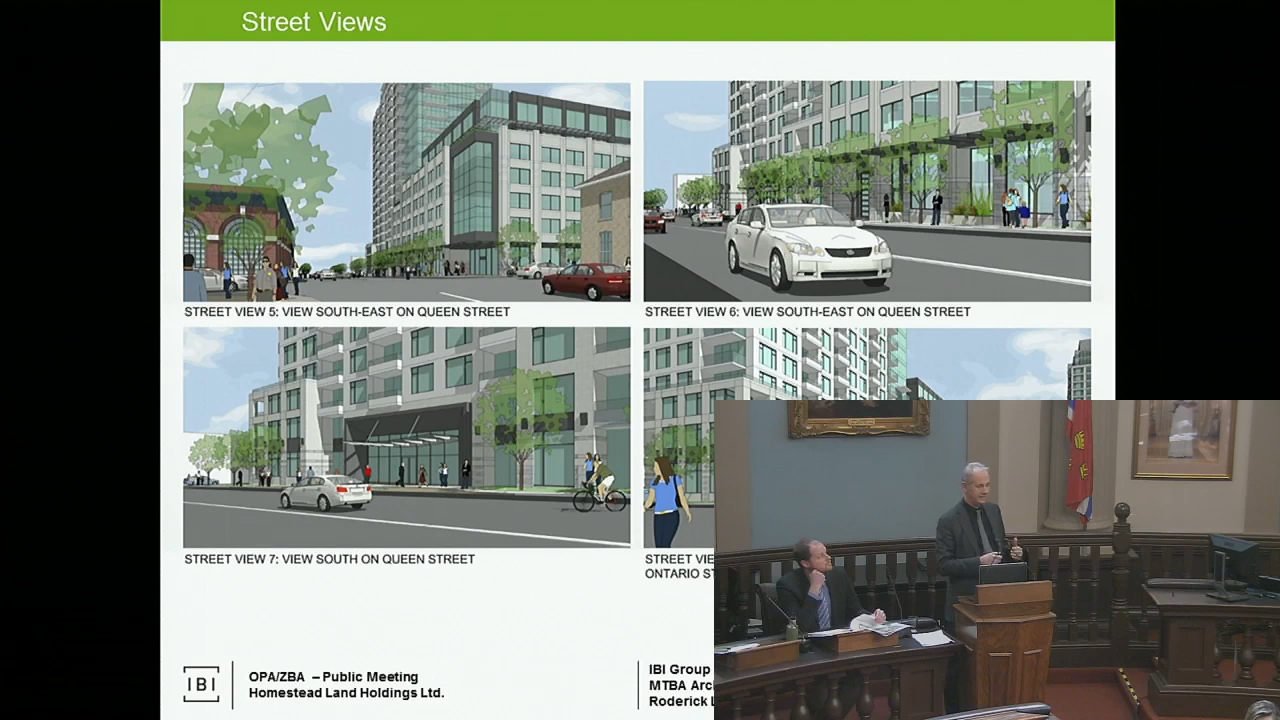 Street Views
STREET VIEW 5: VIEW SOUTH-EAST ON QUEEN STREET
STREET VIEW 6: VIEW SOUTH-EAST ON QUEEN STREET
STREET VIEW 7: VIEW SOUTH ON QUEEN STREET
STREET
ONTARIO
IBI
OPA/ZBA – Public Meeting
Homestead Land Holdings Ltd.
IBI Group
MTBA
Roderick